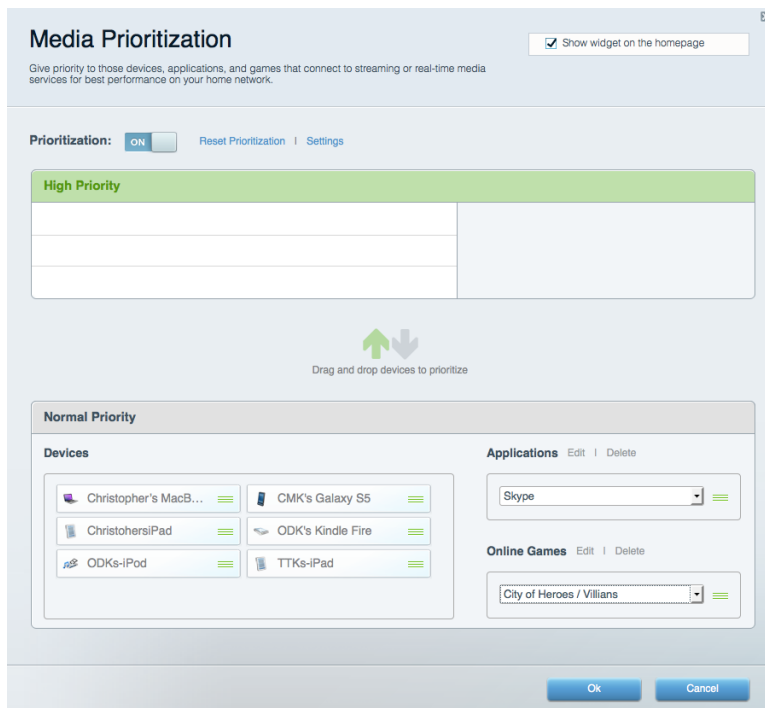 Media Prioritization
Show widget on the homepage
Give priority to those devices, applications, and games that connect to streaming or real-time media
services for best performance on your home network.
Prioritization: ON Reset Prioritization | Settings
High Priority
Drag and drop devices to prioritize
Normal Priority
Devices
Christopher's MacB... CMK's Galaxy S5
ChristohersiPad ODK's Kindle Fire
ODKs-iPod TTKs-iPad
Applications Edit | Delete
Skype
Online Games Edit | Delete
City of Heroes / Villians
Ok Cancel